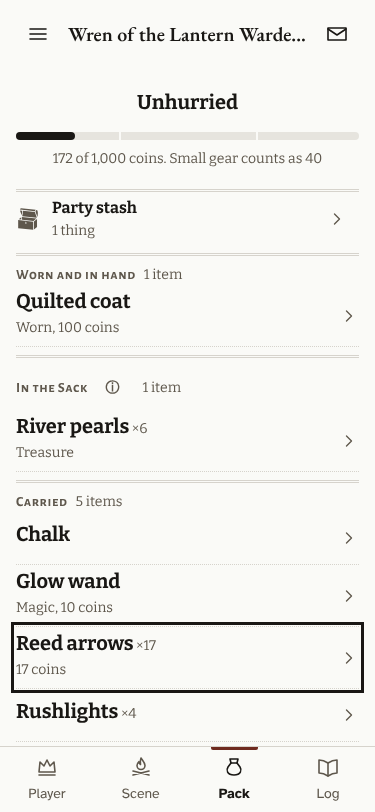 Wren of the Lantern Warde...
Unhurried
172 of 1,000 coins. Small gear counts as 40
Party stash
1 thing
Worn and in hand 1 item
Quilted coat
Worn, 100 coins
In the Sack 1 item
River pearls ×6
Treasure
Carried 5 items
Chalk
Glow wand
Magic, 10 coins
Reed arrows ×17
17 coins
Rushlights ×4
Player Scene Pack Log